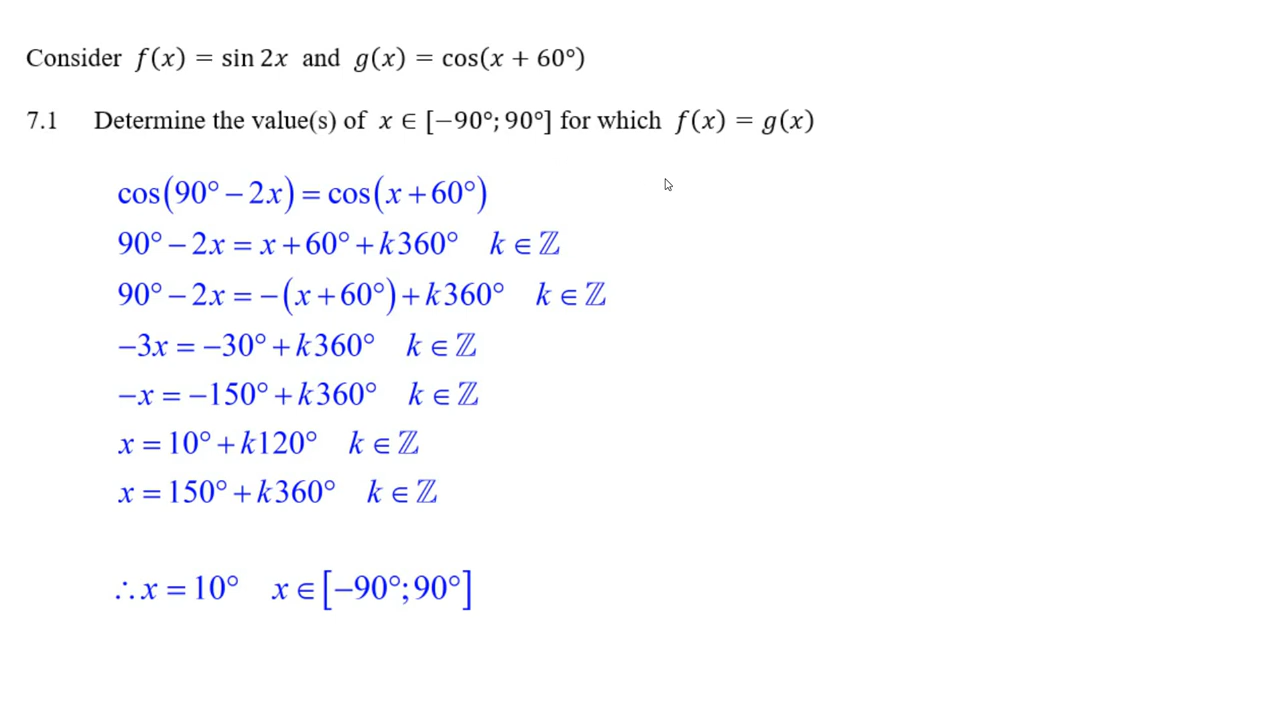 Consider f(x) = sin 2x and g(x) = cos(x + 60°)
7.1 Determine the value(s) of x ∈ [−90°; 90°] for which f(x) = g(x)
cos(90° − 2x) = cos(x + 60°)
90° − 2x = x + 60° + k360° k ∈ ℤ
90° − 2x = −(x + 60°) + k360° k ∈ ℤ
−3x = −30° + k360° k ∈ ℤ
−x = −150° + k360° k ∈ ℤ
x = 10° + k120° k ∈ ℤ
x = 150° + k360° k ∈ ℤ
∴ x = 10° x ∈ [−90°; 90°]